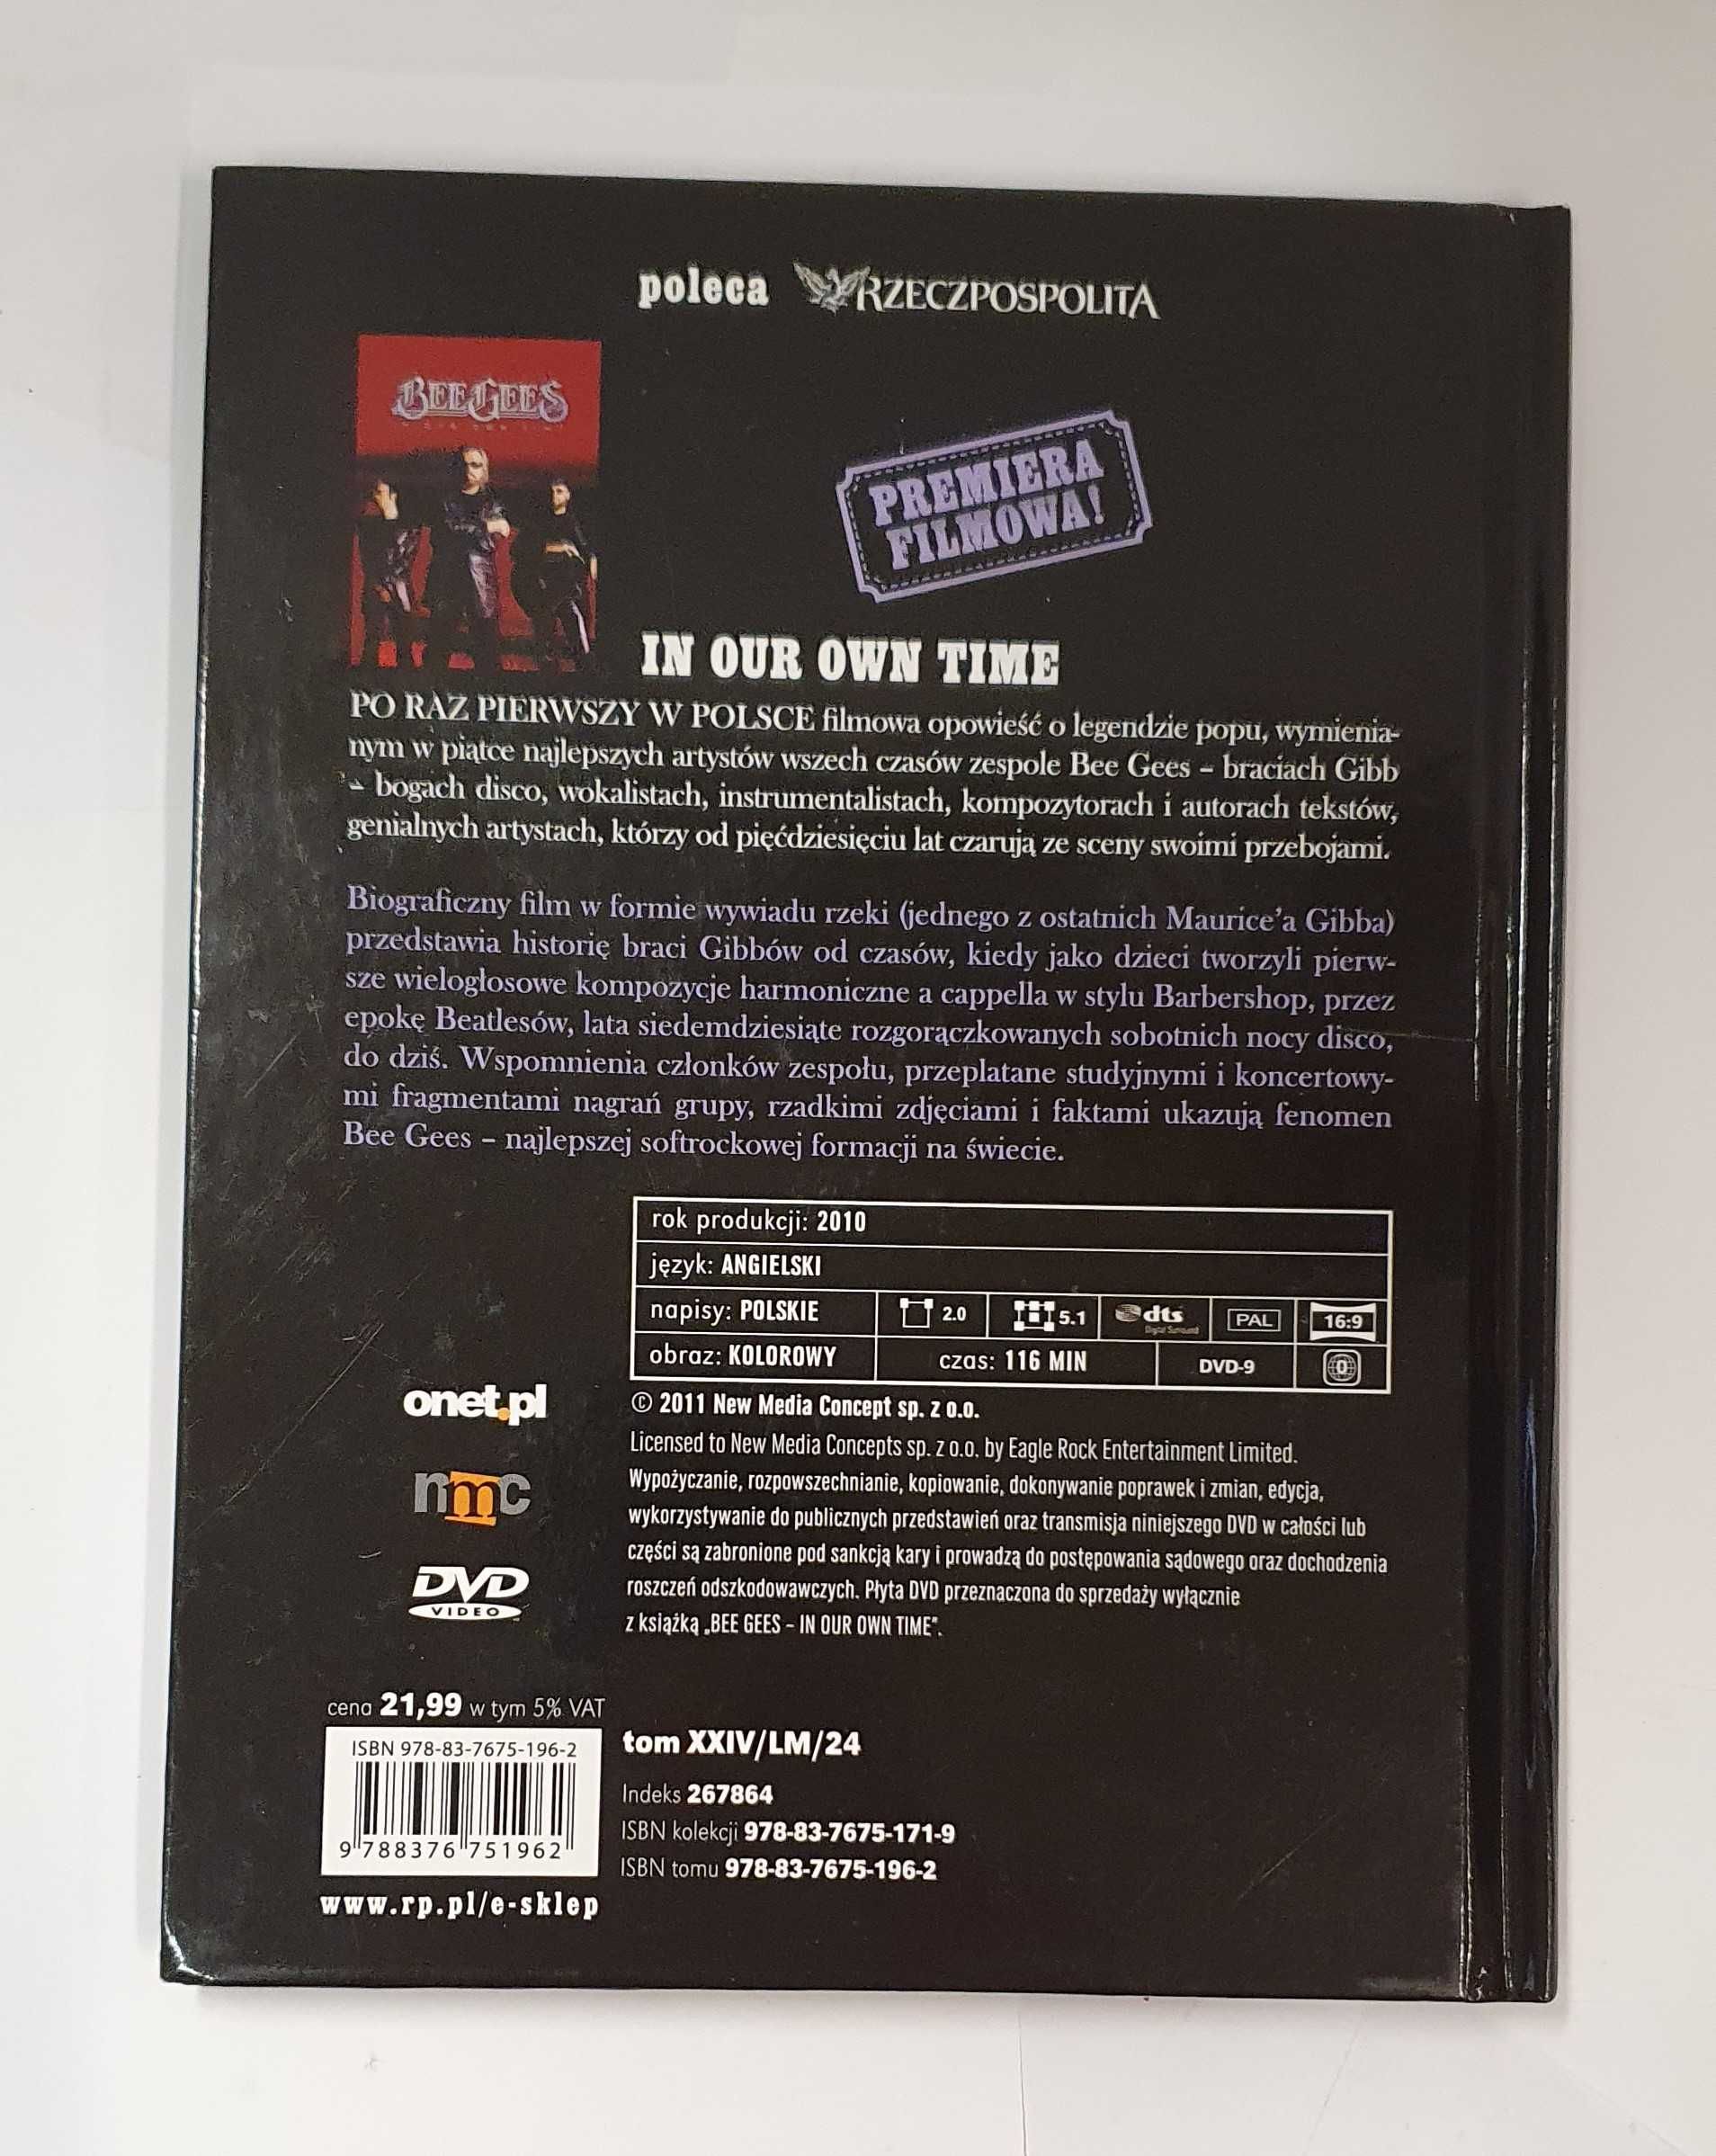 poleca RZECZPOSPOLITA
BEE GEES
PREMIERA
FILMOWA!
IN OUR OWN TIME
PO RAZ PIERWSZY W POLSCE filmowa opowieść o legendzie popu, wymienia-
nym w piątce najlepszych artystów wszech czasów zespole Bee Gees – braciach Gibb
– bogach disco, wokalistach, instrumentalistach, kompozytorach i autorach tekstów,
genialnych artystach, którzy od pięćdziesięciu lat czarują ze sceny swoimi przebojami.
Biograficzny film w formie wywiadu rzeki (jednego z ostatnich Maurice’a Gibba)
przedstawia historię braci Gibbów od czasów, kiedy jako dzieci tworzyli pierw-
sze wielogłosowe kompozycje harmoniczne a cappella w stylu Barbershop, przez
epokę Beatlesów, lata siedemdziesiąte rozgorączkowanych sobotnich nocy disco,
do dziś. Wspomnienia członków zespołu, przeplatane studyjnymi i koncertowy-
mi fragmentami nagrań grupy, rzadkimi zdjęciami i faktami ukazują fenomen
Bee Gees – najlepszej softrockowej formacji na świecie.
rok produkcji: 2010
język: ANGIELSKI
napisy: POLSKIE 2.0 5.1 dts Digital Surround PAL 16:9
obraz: KOLOROWY czas: 116 MIN DVD-9 0
© 2011 New Media Concept sp. z o.o.
Licensed to New Media Concepts sp. z o.o. by Eagle Rock Entertainment Limited.
Wypożyczanie, rozpowszechnianie, kopiowanie, dokonywanie poprawek i zmian, edycja,
wykorzystywanie do publicznych przedstawień oraz transmisja niniejszego DVD w całości lub
części są zabronione pod sankcją kary i prowadzą do postępowania sądowego oraz dochodzenia
roszczeń odszkodowawczych. Płyta DVD przeznaczona do sprzedaży wyłącznie
z książką „BEE GEES – IN OUR OWN TIME”.
onet.pl
nmc
DVD
VIDEO
cena 21,99 w tym 5% VAT
ISBN 978-83-7675-196-2
9 788376 751962
www.rp.pl/e-sklep
tom XXIV/LM/24
Indeks 267864
ISBN kolekcji 978-83-7675-171-9
ISBN tomu 978-83-7675-196-2